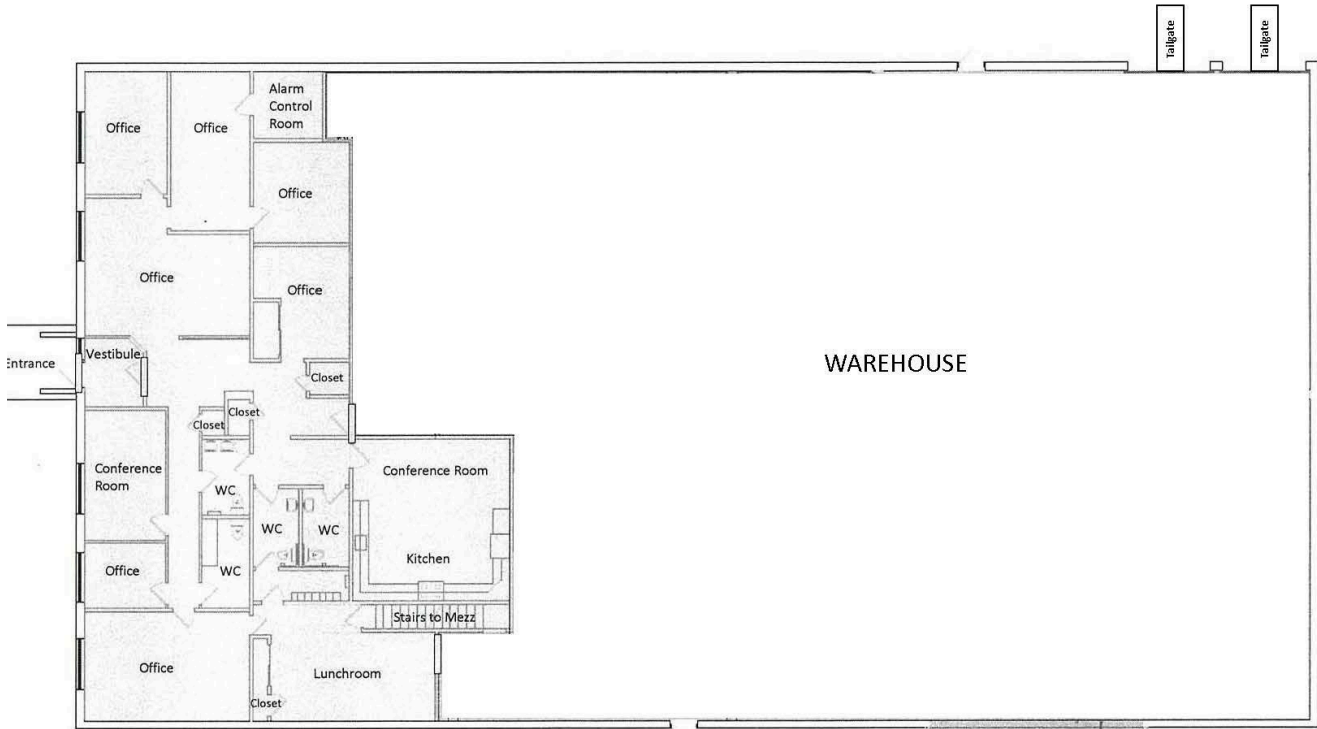 Tailgate
Tailgate
Alarm
Control
Room
Office
Office
Office
Office
Office
Entrance
Vestibule
WAREHOUSE
Closet
Closet
Closet
Conference
Room
Conference Room
WC
WC
WC
Kitchen
Office
WC
Stairs to Mezz
Office
Lunchroom
Closet